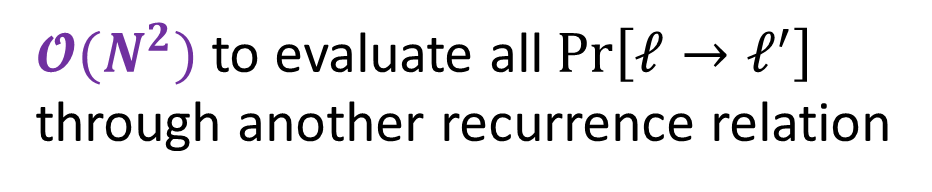 𝒪(N²) to evaluate all Pr[ℓ → ℓ′]
through another recurrence relation